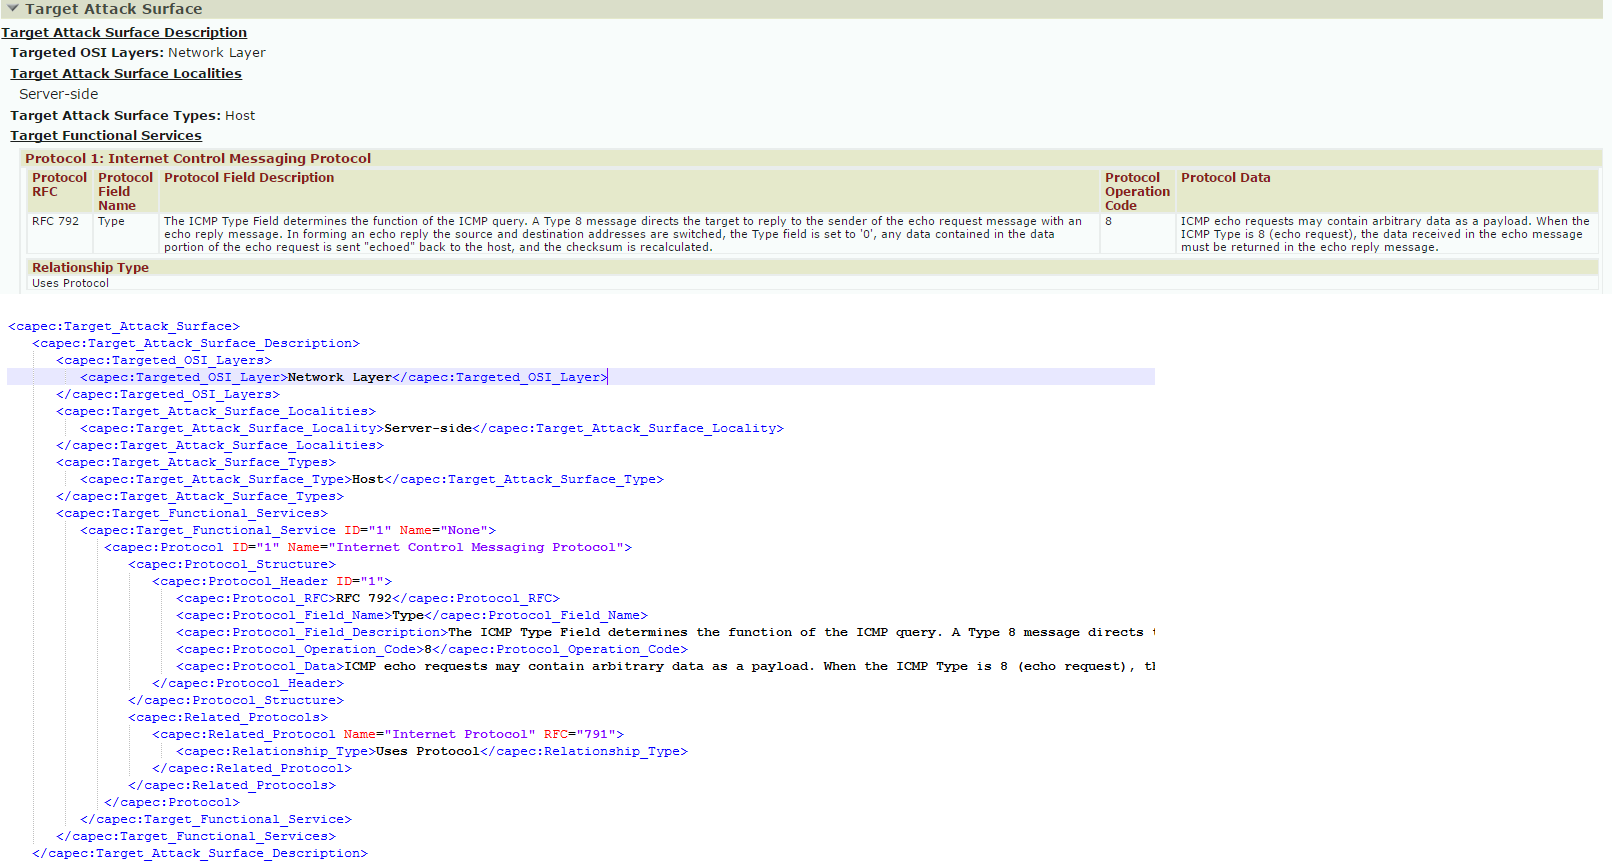 Target Attack Surface
Target Attack Surface Description
Targeted OSI Layers: Network Layer
Target Attack Surface Localities
Server-side
Target Attack Surface Types: Host
Target Functional Services
Protocol 1: Internet Control Messaging Protocol
Protocol RFC
Protocol Field Name
Protocol Field Description
Protocol Operation Code
Protocol Data
RFC 792
Type
The ICMP Type Field determines the function of the ICMP query. A Type 8 message directs the target to reply to the sender of the echo request message with an
echo reply message. In forming an echo reply the source and destination addresses are switched, the Type field is set to '0', any data contained in the data
portion of the echo request is sent "echoed" back to the host, and the checksum is recalculated.
8
ICMP echo requests may contain arbitrary data as a payload. When the
ICMP Type is 8 (echo request), the data received in the echo message
must be returned in the echo reply message.
Relationship Type
Uses Protocol
<capec:Target_Attack_Surface>
<capec:Target_Attack_Surface_Description>
<capec:Targeted_OSI_Layers>
<capec:Targeted_OSI_Layer>Network Layer</capec:Targeted_OSI_Layer>
</capec:Targeted_OSI_Layers>
<capec:Target_Attack_Surface_Localities>
<capec:Target_Attack_Surface_Locality>Server-side</capec:Target_Attack_Surface_Locality>
</capec:Target_Attack_Surface_Localities>
<capec:Target_Attack_Surface_Types>
<capec:Target_Attack_Surface_Type>Host</capec:Target_Attack_Surface_Type>
</capec:Target_Attack_Surface_Types>
<capec:Target_Functional_Services>
<capec:Target_Functional_Service ID="1" Name="None">
<capec:Protocol ID="1" Name="Internet Control Messaging Protocol">
<capec:Protocol_Structure>
<capec:Protocol_Header ID="1">
<capec:Protocol_RFC>RFC 792</capec:Protocol_RFC>
<capec:Protocol_Field_Name>Type</capec:Protocol_Field_Name>
<capec:Protocol_Field_Description>The ICMP Type Field determines the function of the ICMP query. A Type 8 message directs
<capec:Protocol_Operation_Code>8</capec:Protocol_Operation_Code>
<capec:Protocol_Data>ICMP echo requests may contain arbitrary data as a payload. When the ICMP Type is 8 (echo request),
</capec:Protocol_Header>
</capec:Protocol_Structure>
<capec:Related_Protocols>
<capec:Related_Protocol Name="Internet Protocol" RFC="791">
<capec:Relationship_Type>Uses Protocol</capec:Relationship_Type>
</capec:Related_Protocol>
</capec:Related_Protocols>
</capec:Protocol>
</capec:Target_Functional_Service>
</capec:Target_Functional_Services>
</capec:Target_Attack_Surface_Description>